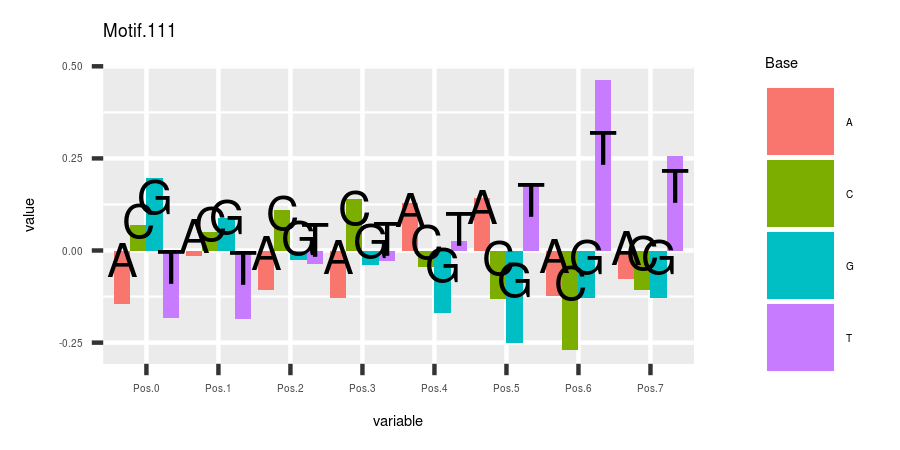 Motif.111
value
0.50
0.25
0.00
-0.25
A C G T A C G T A C G T A C G T A C G T A C G T A C G T A C G T
Pos.0 Pos.1 Pos.2 Pos.3 Pos.4 Pos.5 Pos.6 Pos.7
variable
Base
A
C
G
T